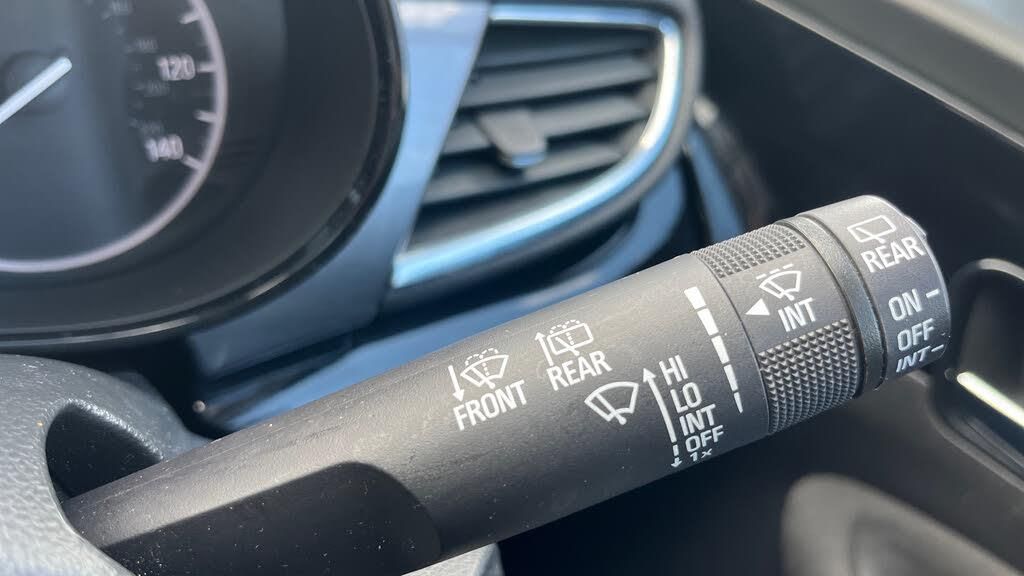 120
140
FRONT
REAR
HI
LO
INT
OFF
1x
INT
REAR
ON
OFF
INT